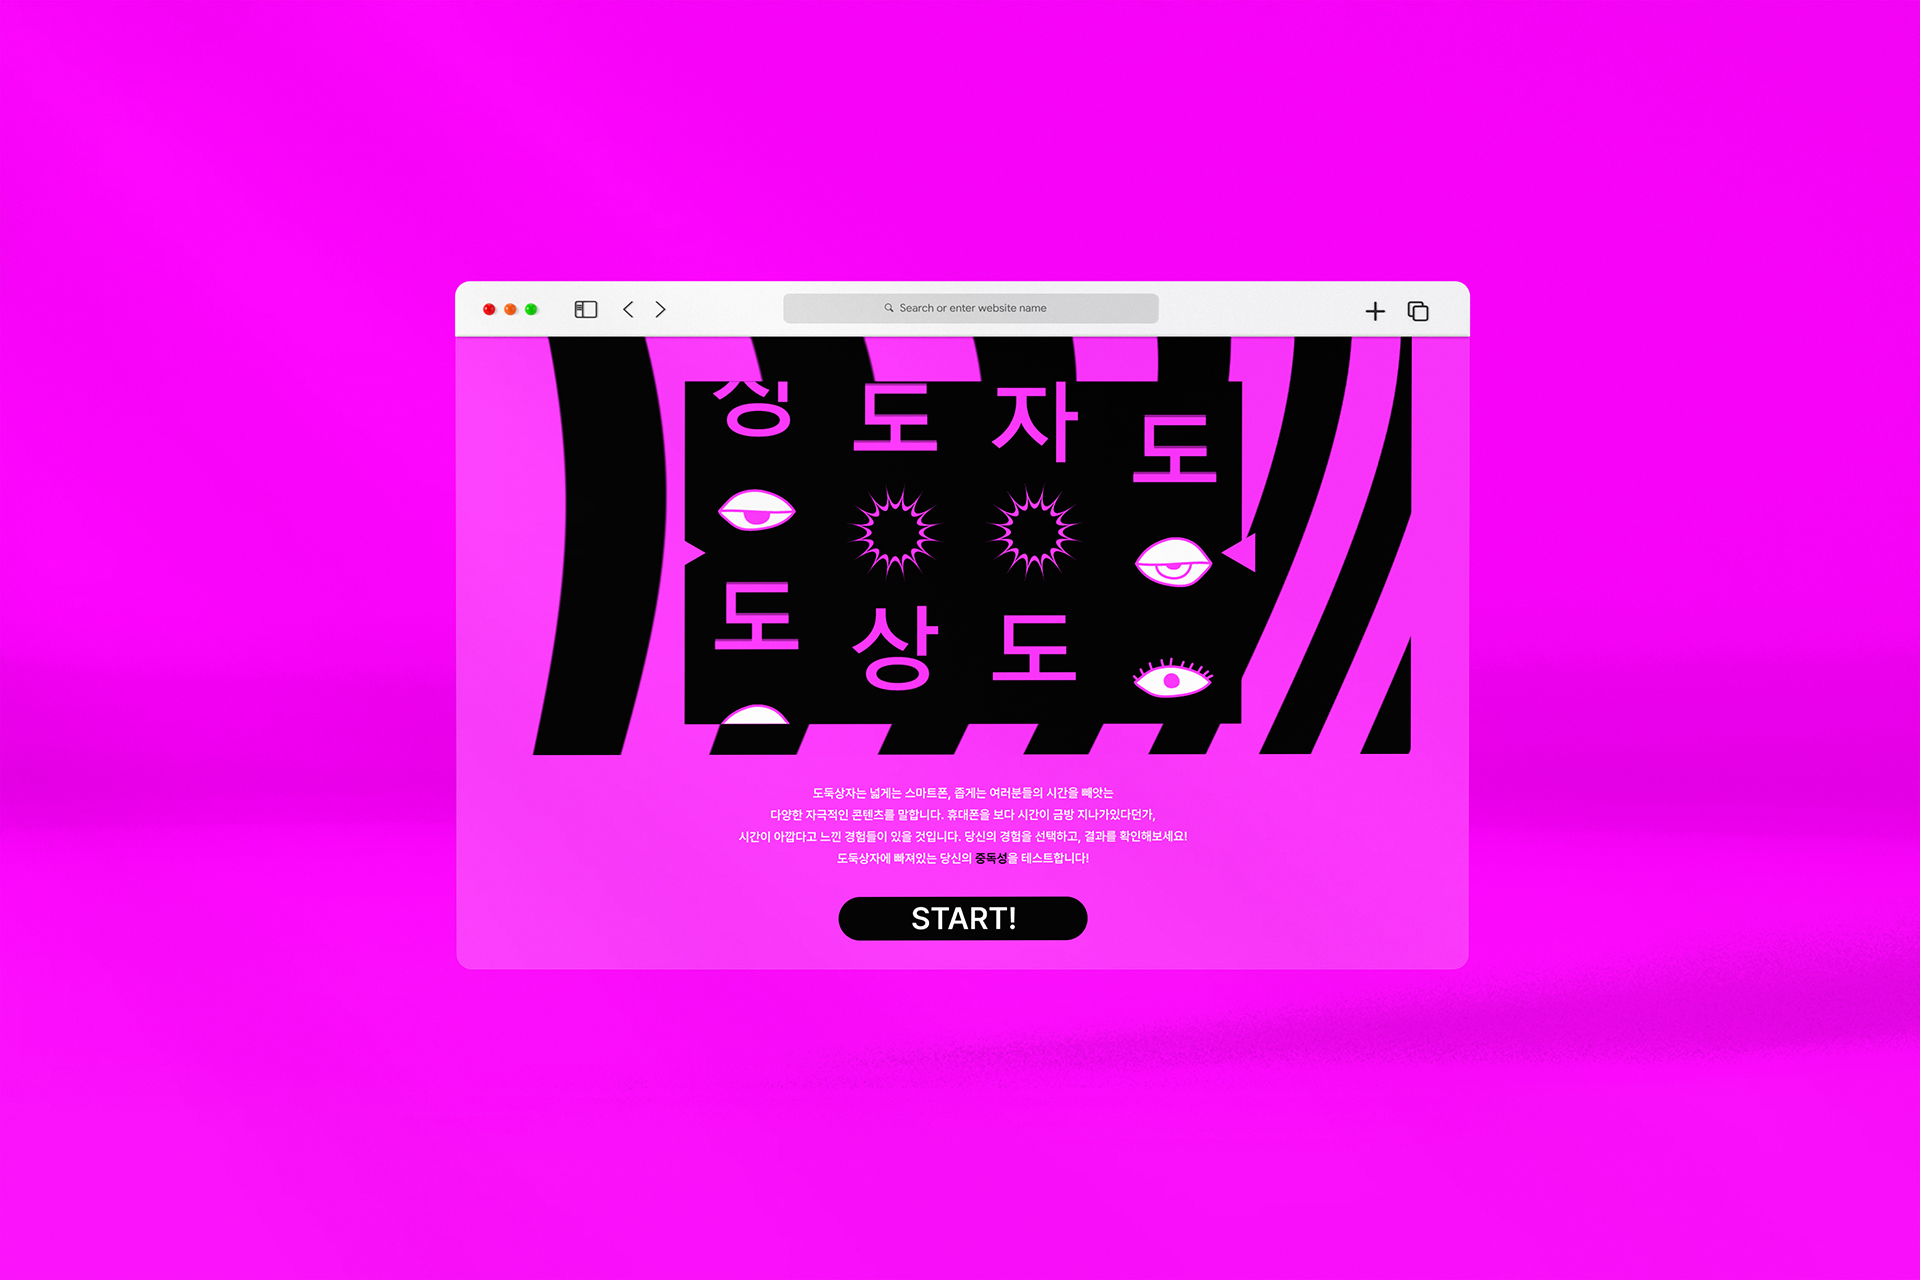 Search or enter website name
상 도 자 도
도 상 도
도둑상자는 넓게는 스마트폰, 좁게는 여러분들의 시간을 빼앗는
다양한 자극적인 콘텐츠를 말합니다. 휴대폰을 보다 시간이 금방 지나가있다던가,
시간이 아깝다고 느낀 경험들이 있을 것입니다. 당신의 경험을 선택하고, 결과를 확인해보세요!
도둑상자에 빠져있는 당신의 중독성을 테스트합니다!
START!